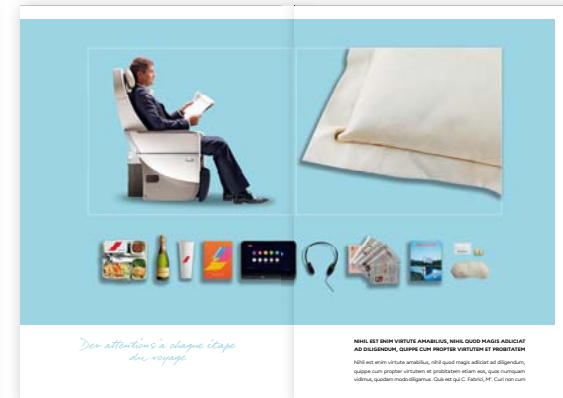 Des attentions à chaque étape
du voyage
NIHIL EST ENIM VIRTUTE AMABILIUS, NIHIL QUOD MAGIS ADLICIAT
AD DILIGENDUM, QUIPPE CUM PROPTER VIRTUTEM ET PROBITATEM
Nihil est enim virtute amabilius, nihil quod magis adliciat ad diligendum,
quippe cum propter virtutem et probitatem etiam eos, quos numquam
vidimus, quodam modo diligamus. Quis est qui C. Fabrici, M'. Curi non cum